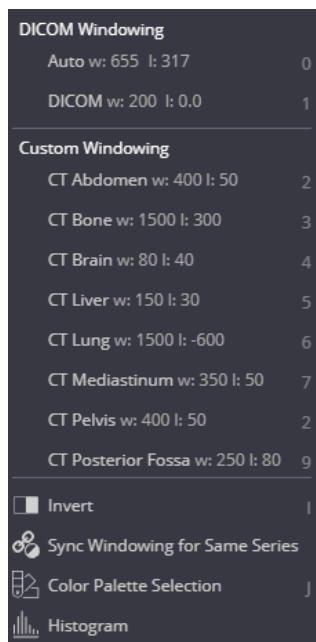 DICOM Windowing
Auto w: 655 l: 317 0
DICOM w: 200 l: 0.0 1
Custom Windowing
CT Abdomen w: 400 l: 50 2
CT Bone w: 1500 l: 300 3
CT Brain w: 80 l: 40 4
CT Liver w: 150 l: 30 5
CT Lung w: 1500 l: -600 6
CT Mediastinum w: 350 l: 50 7
CT Pelvis w: 400 l: 50 2
CT Posterior Fossa w: 250 l: 80 9
Invert I
Sync Windowing for Same Series
Color Palette Selection J
Histogram